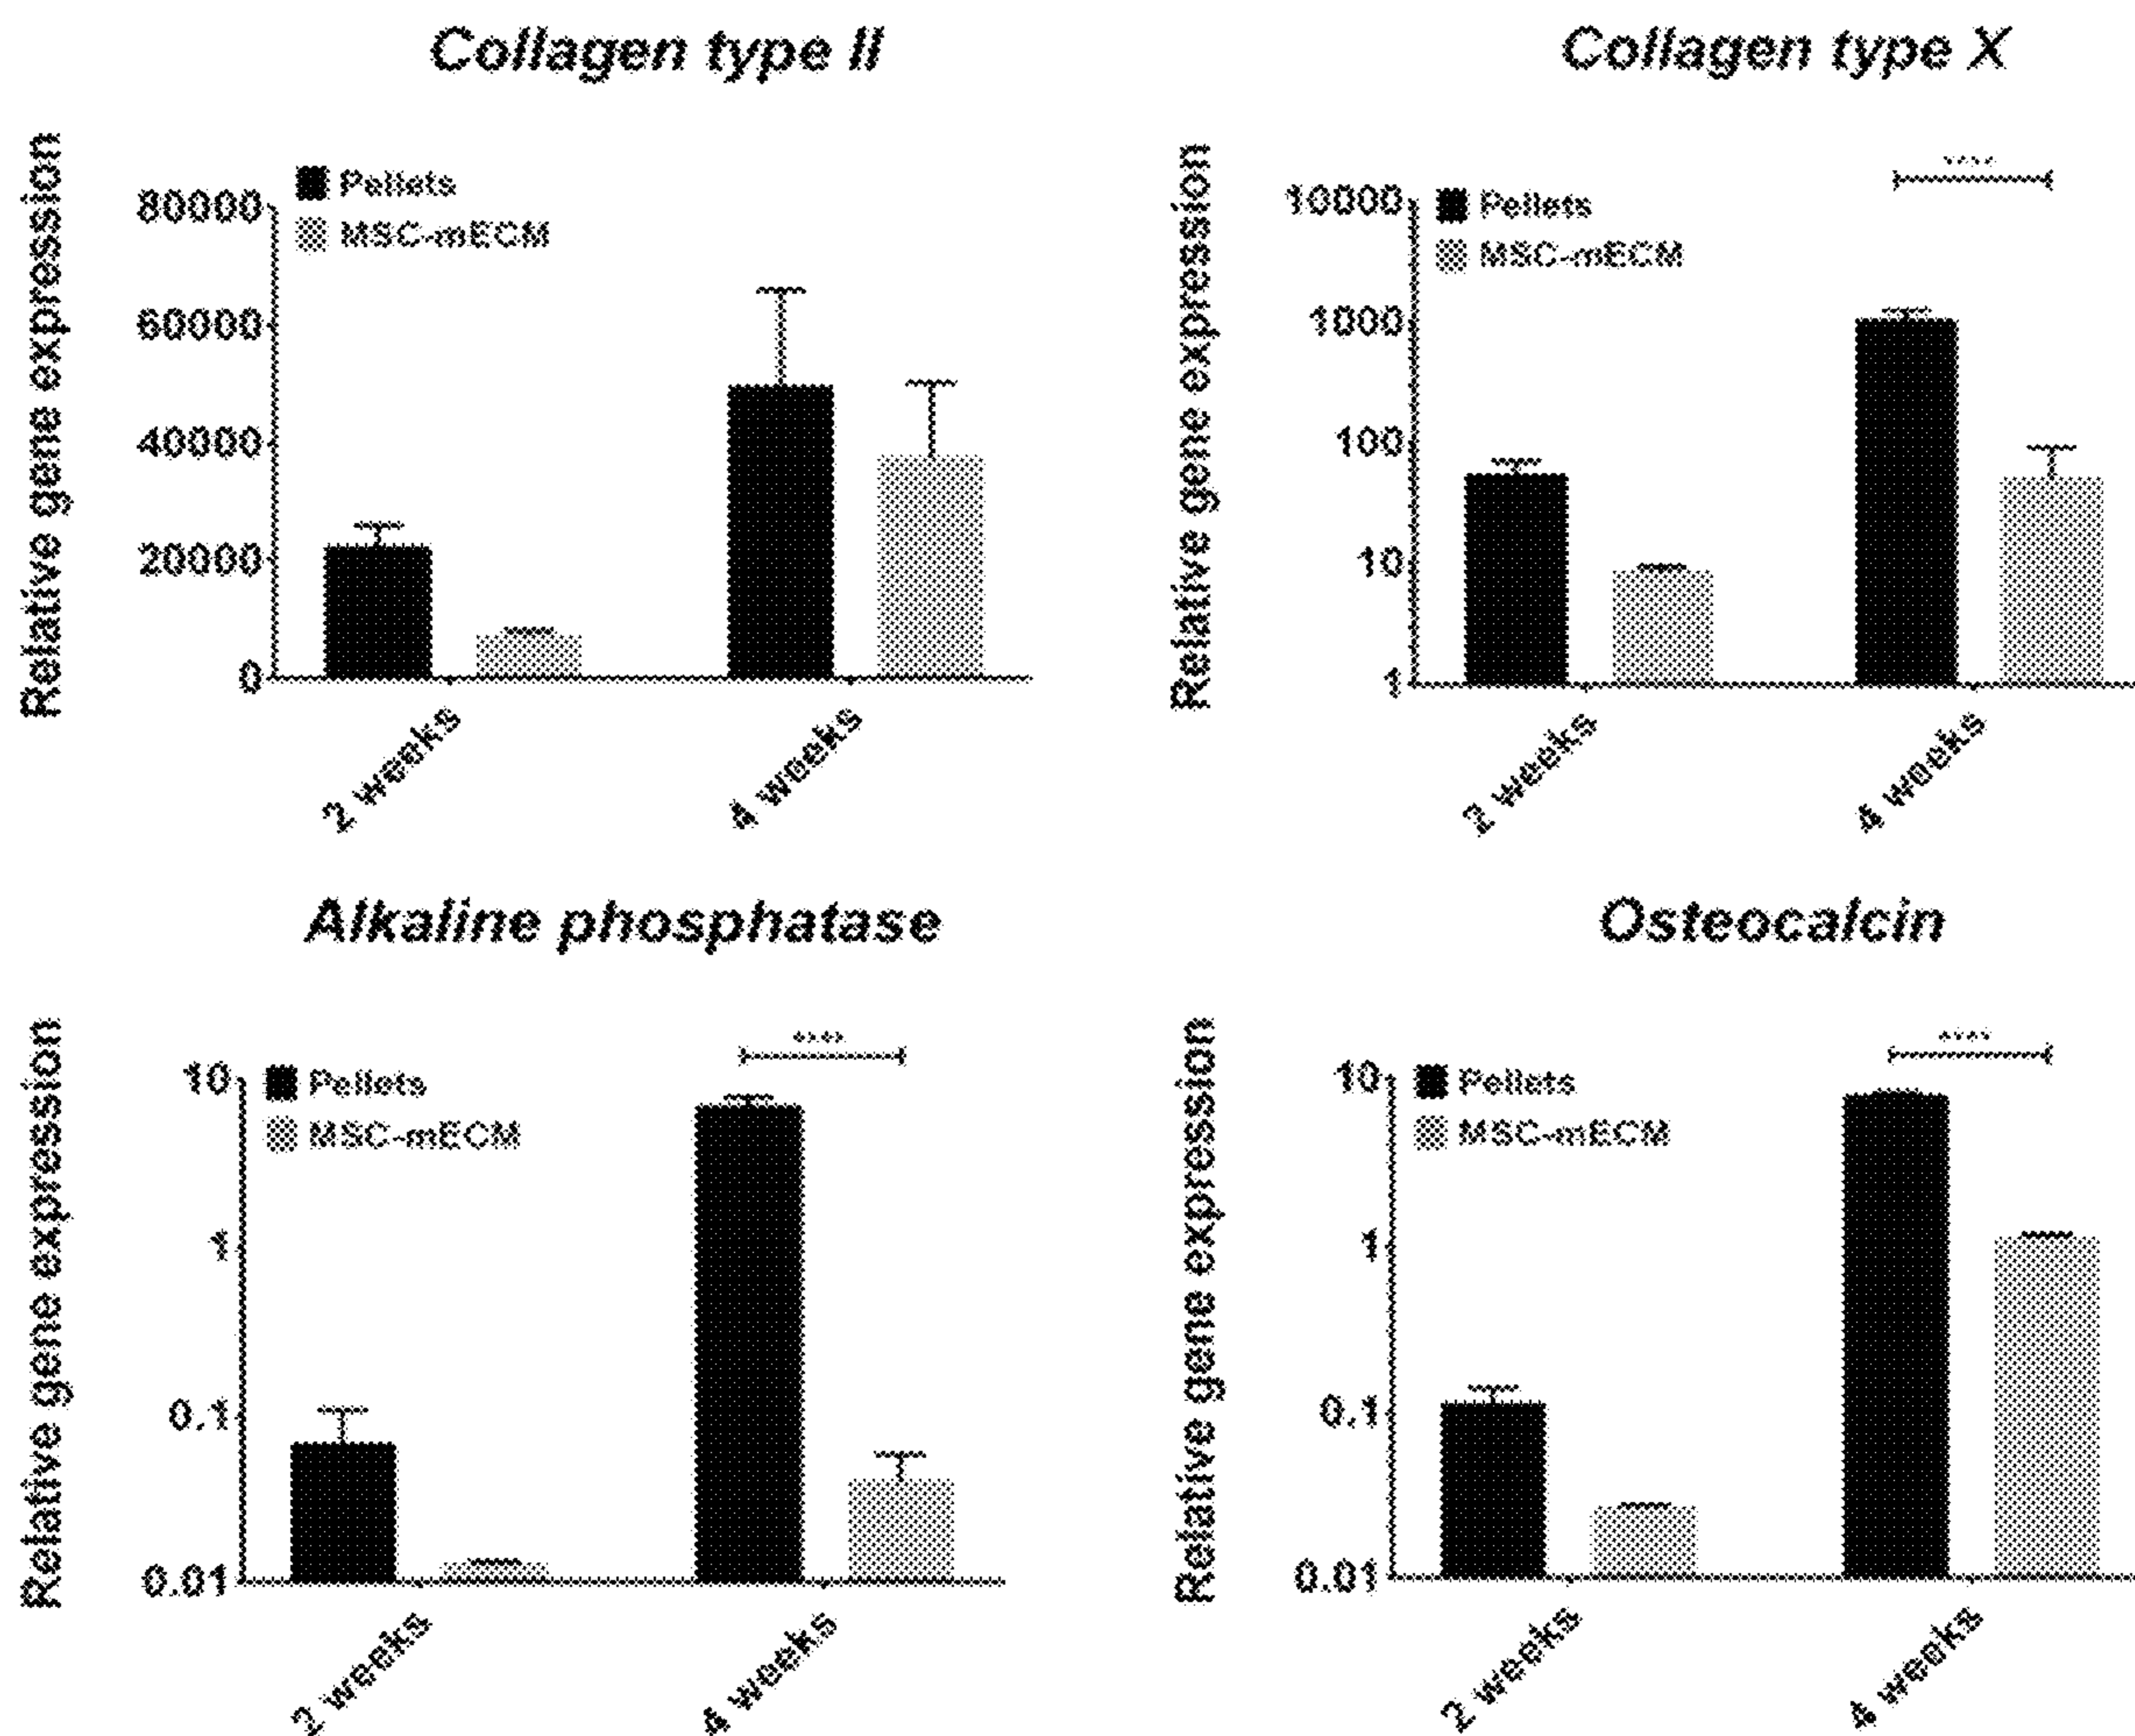 Collagen type II
Relative gene expression
Pellets
MSC-mECM
80000
60000
40000
20000
0
2 weeks
4 weeks
Collagen type X
Relative gene expression
Pellets
MSC-mECM
10000
1000
100
10
1
****
2 weeks
4 weeks
Alkaline phosphatase
Relative gene expression
Pellets
MSC-mECM
10
1
0.1
0.01
****
2 weeks
4 weeks
Osteocalcin
Relative gene expression
Pellets
MSC-mECM
10
1
0.1
0.01
****
2 weeks
4 weeks